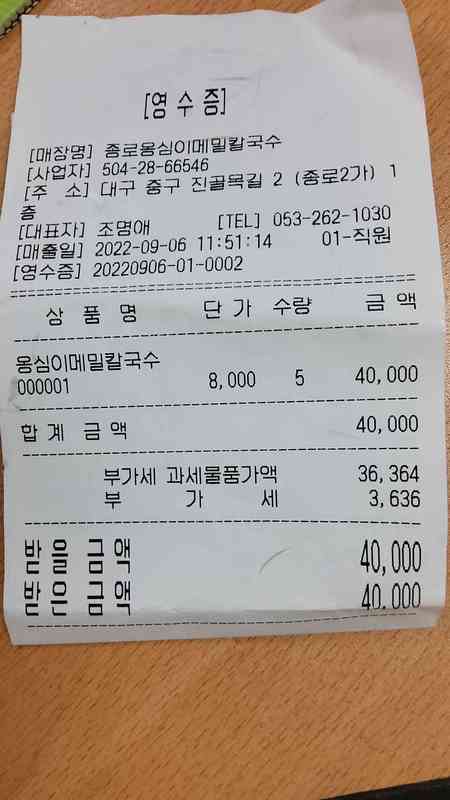 [영수증]
[매장명] 종로옹심이메밀칼국수
[사업자] 504-28-66546
[주 소] 대구 중구 진골목길 2 (종로2가) 1
층
[대표자] 조명애 [TEL] 053-262-1030
[매출일] 2022-09-06 11:51:14 01-직원
[영수증] 20220906-01-0002
상 품 명 단 가 수량 금 액
옹심이메밀칼국수
000001 8,000 5 40,000
합 계 금 액 40,000
부가세 과세물품가액 36,364
부 가 세 3,636
받 을 금 액 40,000
받 은 금 액 40,000